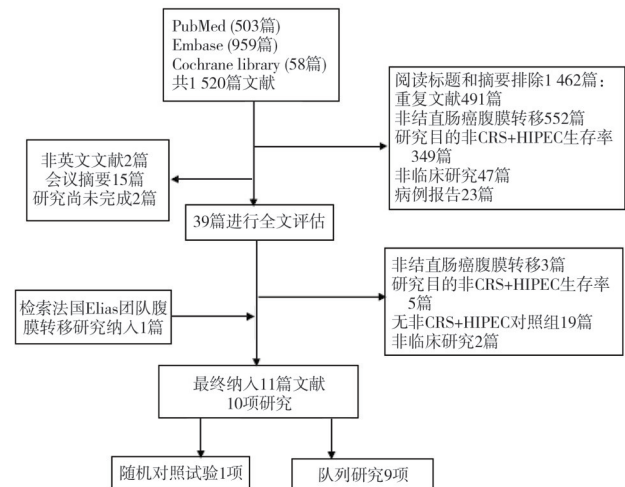 PubMed (503篇)
Embase (959篇)
Cochrane library (58篇)
共1 520篇文献
阅读标题和摘要排除1 462篇：
重复文献491篇
非结直肠癌腹膜转移552篇
研究目的非CRS+HIPEC生存率
349篇
非临床研究47篇
病例报告23篇
非英文文献2篇
会议摘要15篇
研究尚未完成2篇
39篇进行全文评估
非结直肠癌腹膜转移3篇
研究目的非CRS+HIPEC生存率
5篇
无非CRS+HIPEC对照组19篇
非临床研究2篇
检索法国Elias团队腹
膜转移研究纳入1篇
最终纳入11篇文献
10项研究
随机对照试验1项
队列研究9项